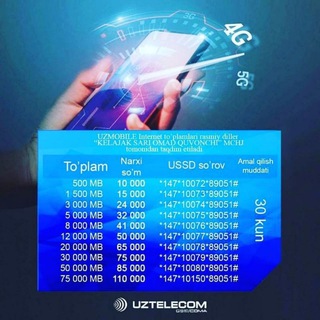 4G
5G
UZMOBILE Internet to`plamlari rasmiy diller
"KELAJAK SARI OMAD QUVONCHI" MCHJ
tomonidan taqdim etiladi.
To`plam Narxi so`m USSD so`rov Amal qilish muddati
500 MB 10 000 *147*10072*89051#
1 500 MB 15 000 *147*10073*89051#
3 000 MB 24 000 *147*10074*89051#
5 000 MB 32 000 *147*10075*89051#
8 000 MB 41 000 *147*10076*89051#
12 000 MB 50 000 *147*10077*89051#
20 000 MB 65 000 *147*10078*89051#
30 000 MB 75 000 *147*10079*89051#
50 000 MB 85 000 *147*10080*89051#
75 000 MB 110 000 *147*10150*89051#
30 kun
UZTELECOM